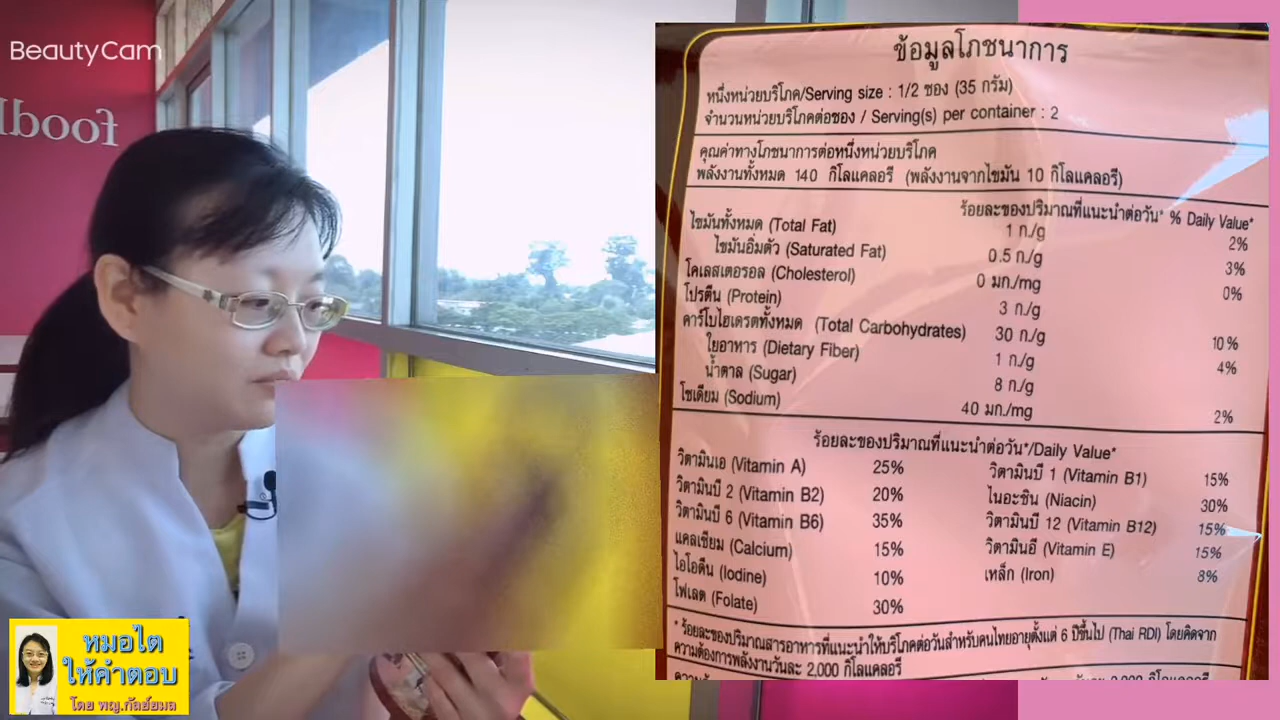 BeautyCam
foodl
ข้อมูลโภชนาการ
หนึ่งหน่วยบริโภค/Serving size : 1/2 ซอง (35 กรัม)
จำนวนหน่วยบริโภคต่อซอง / Serving(s) per container : 2
คุณค่าทางโภชนาการต่อหนึ่งหน่วยบริโภค
พลังงานทั้งหมด 140 กิโลแคลอรี (พลังงานจากไขมัน 10 กิโลแคลอรี)
ร้อยละของปริมาณที่แนะนำต่อวัน* % Daily Value*
ไขมันทั้งหมด (Total Fat) 1 ก./g 2%
ไขมันอิ่มตัว (Saturated Fat) 0.5 ก./g 3%
โคเลสเตอรอล (Cholesterol) 0 มก./mg 0%
โปรตีน (Protein) 3 ก./g
คาร์โบไฮเดรตทั้งหมด (Total Carbohydrates) 30 ก./g 10%
ใยอาหาร (Dietary Fiber) 1 ก./g 4%
น้ำตาล (Sugar) 8 ก./g
โซเดียม (Sodium) 40 มก./mg 2%
ร้อยละของปริมาณที่แนะนำต่อวัน*/Daily Value*
วิตามินเอ (Vitamin A) 25% วิตามินบี 1 (Vitamin B1) 15%
วิตามินบี 2 (Vitamin B2) 20% ไนอะซิน (Niacin) 30%
วิตามินบี 6 (Vitamin B6) 35% วิตามินบี 12 (Vitamin B12) 15%
แคลเซียม (Calcium) 15% วิตามินอี (Vitamin E) 15%
ไอโอดีน (Iodine) 10% เหล็ก (Iron) 8%
โฟเลต (Folate) 30%
* ร้อยละของปริมาณสารอาหารที่แนะนำให้บริโภคต่อวันสำหรับคนไทยอายุตั้งแต่ 6 ปีขึ้นไป (Thai RDI) โดยคิดจาก
ความต้องการพลังงานวันละ 2,000 กิโลแคลอรี
หมอไต
ให้คำตอบ
โดย พญ.กัลย์ยมล